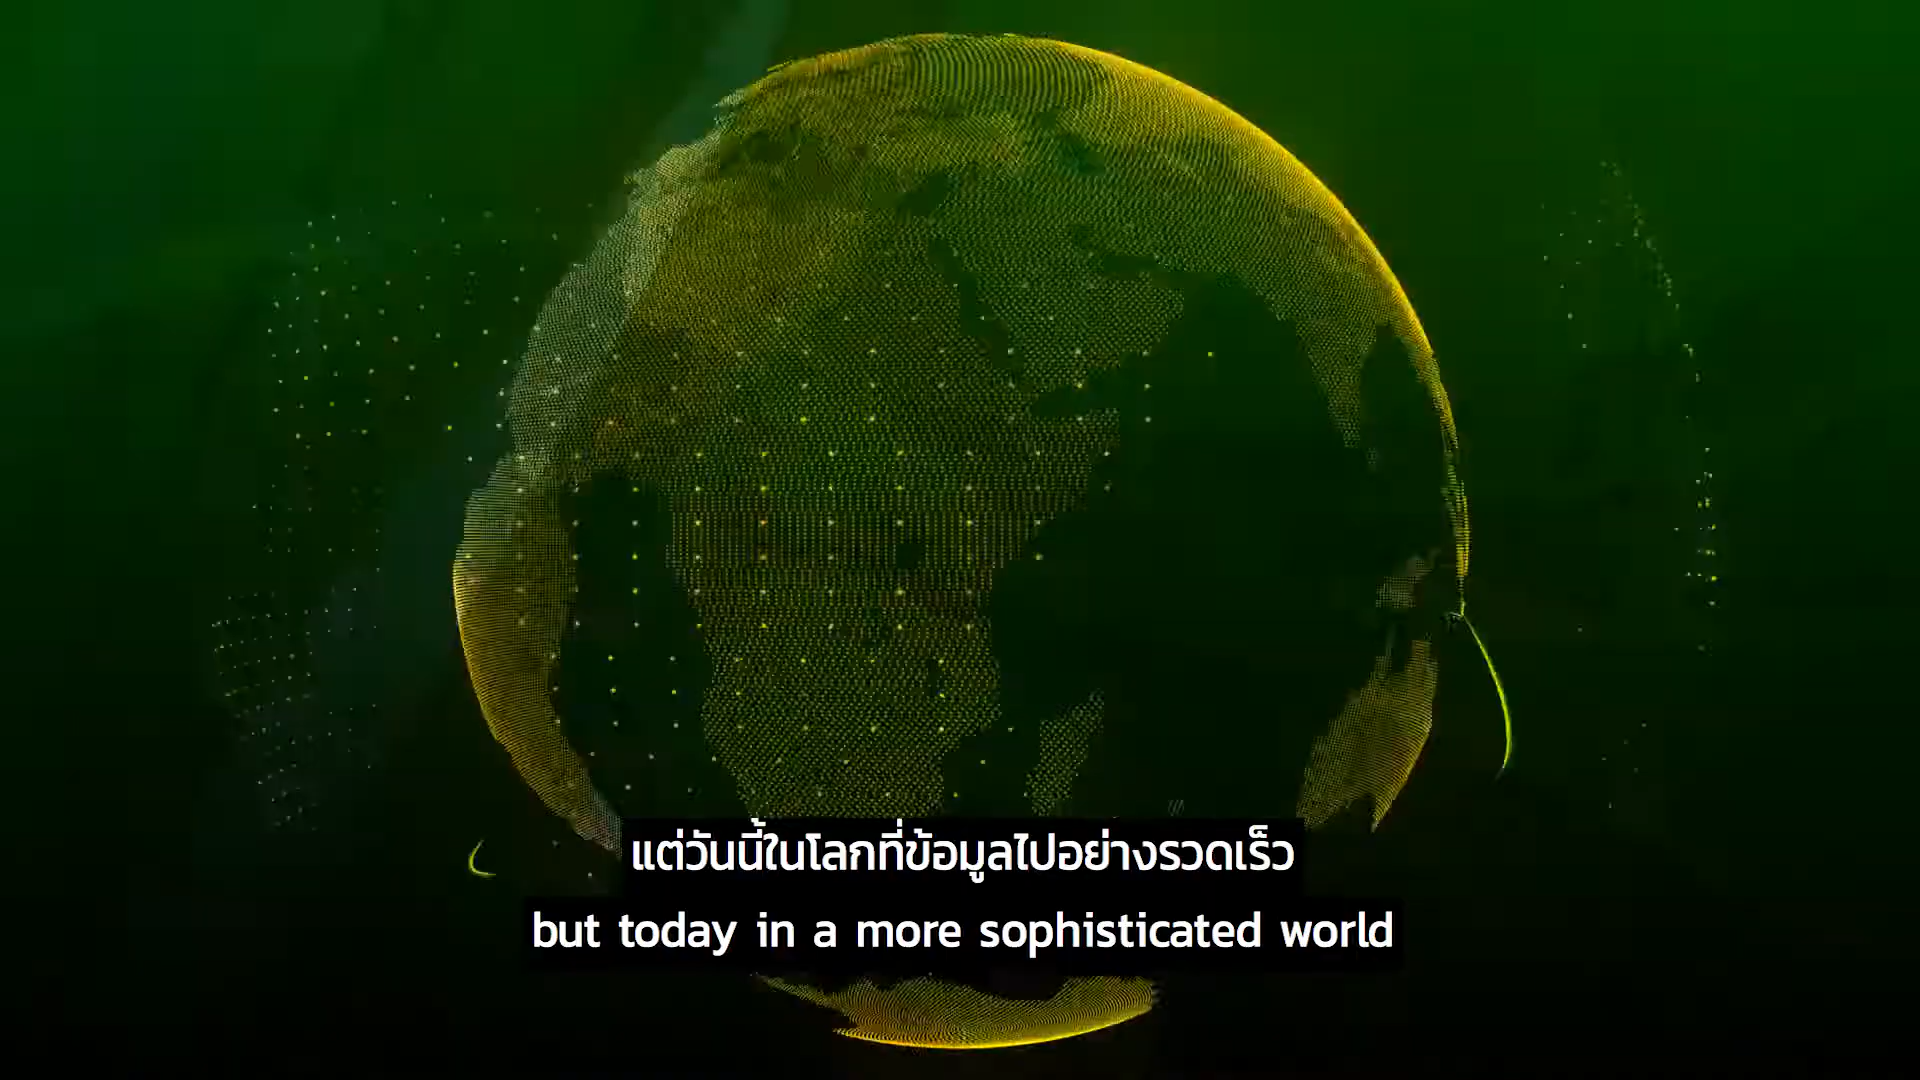 แต่วันนี้ในโลกที่ข้อมูลไปอย่างรวดเร็ว
but today in a more sophisticated world